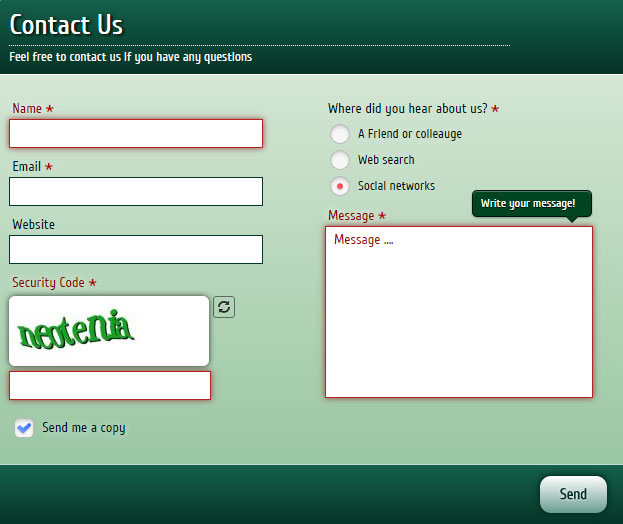 Contact Us
Feel free to contact us if you have any questions
Name *
Email *
Website
Security Code *
neotenia
Send me a copy
Where did you hear about us? *
A Friend or colleauge
Web search
Social networks
Write your message!
Message *
Message ....
Send